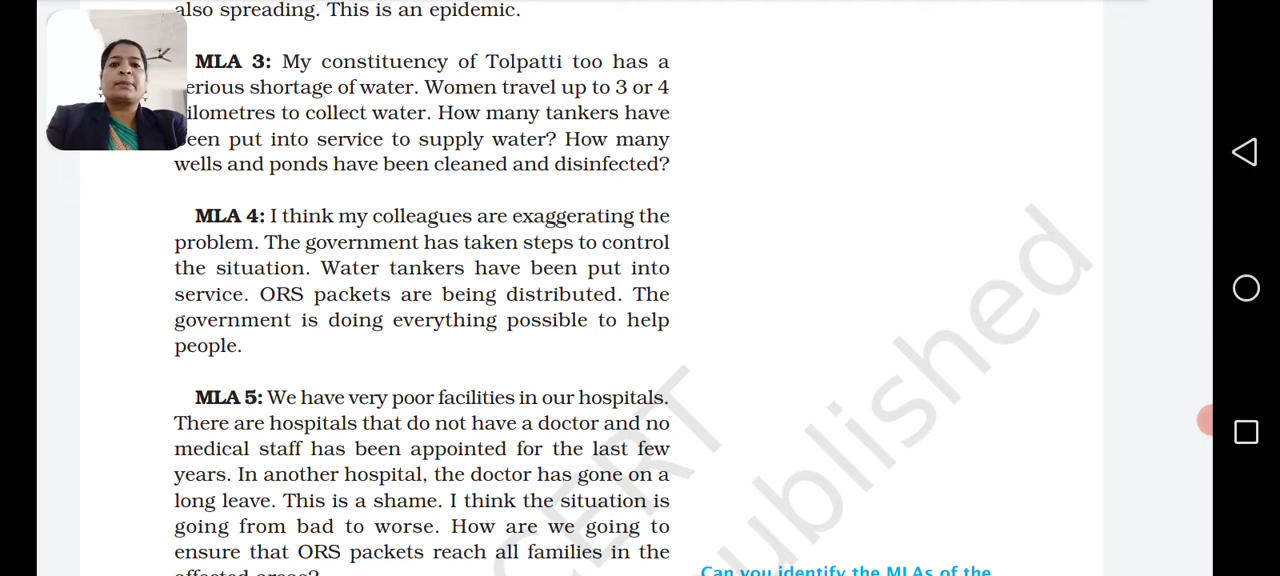 also spreading. This is an epidemic.
MLA 3: My constituency of Tolpatti too has a
erious shortage of water. Women travel up to 3 or 4
ilometres to collect water. How many tankers have
een put into service to supply water? How many
wells and ponds have been cleaned and disinfected?
MLA 4: I think my colleagues are exaggerating the
problem. The government has taken steps to control
the situation. Water tankers have been put into
service. ORS packets are being distributed. The
government is doing everything possible to help
people.
MLA 5: We have very poor facilities in our hospitals.
There are hospitals that do not have a doctor and no
medical staff has been appointed for the last few
years. In another hospital, the doctor has gone on a
long leave. This is a shame. I think the situation is
going from bad to worse. How are we going to
ensure that ORS packets reach all families in the
affected areas?
Can you identify the MLAs of the
CERT
ublished